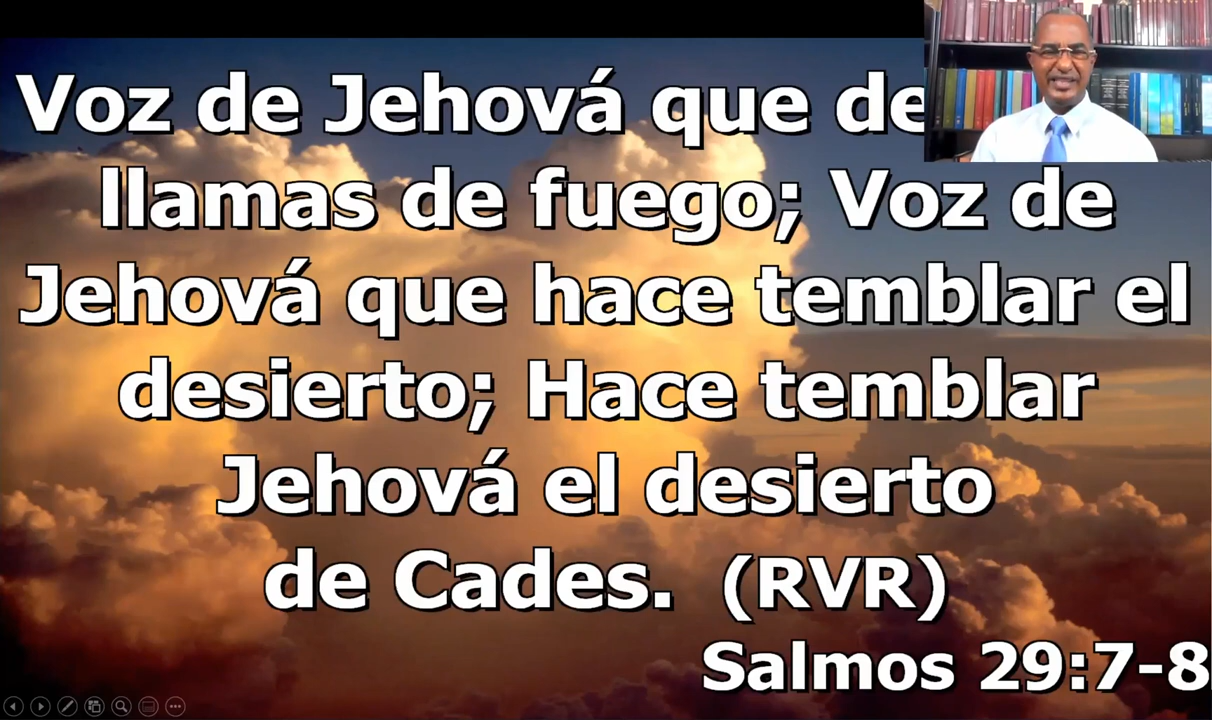 Voz de Jehová que
llamas de fuego; Voz de
Jehová que hace temblar el
desierto; Hace temblar
Jehová el desierto
de Cades. (RVR)
Salmos 29:7-8